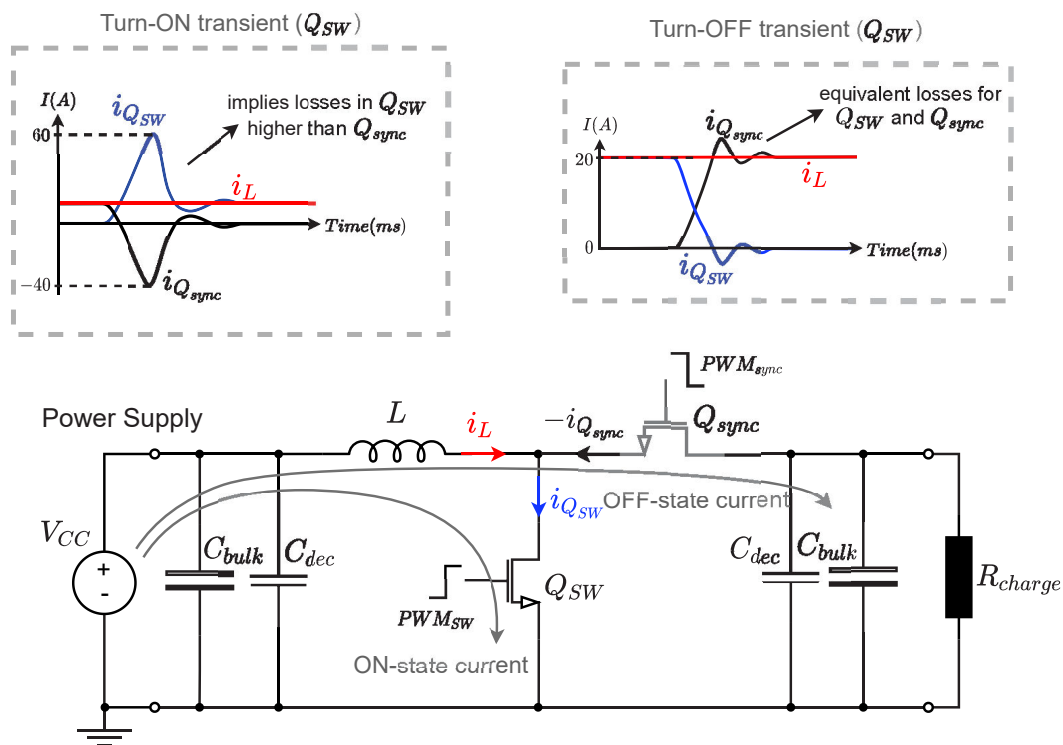 Turn-ON transient (Q_SW)
I(A)
60
-40
i_Q_SW
implies losses in Q_SW
higher than Q_sync
i_L
Time(ms)
i_Q_sync
Turn-OFF transient (Q_SW)
I(A)
20
0
i_Q_sync
equivalent losses for
Q_SW and Q_sync
i_L
i_Q_SW
Time(ms)
PWM_sync
Power Supply
L
i_L
-i_Q_sync
Q_sync
V_CC
+
-
C_bulk
C_dec
i_Q_SW
OFF-state current
PWM_SW
Q_SW
ON-state current
C_dec
C_bulk
R_charge